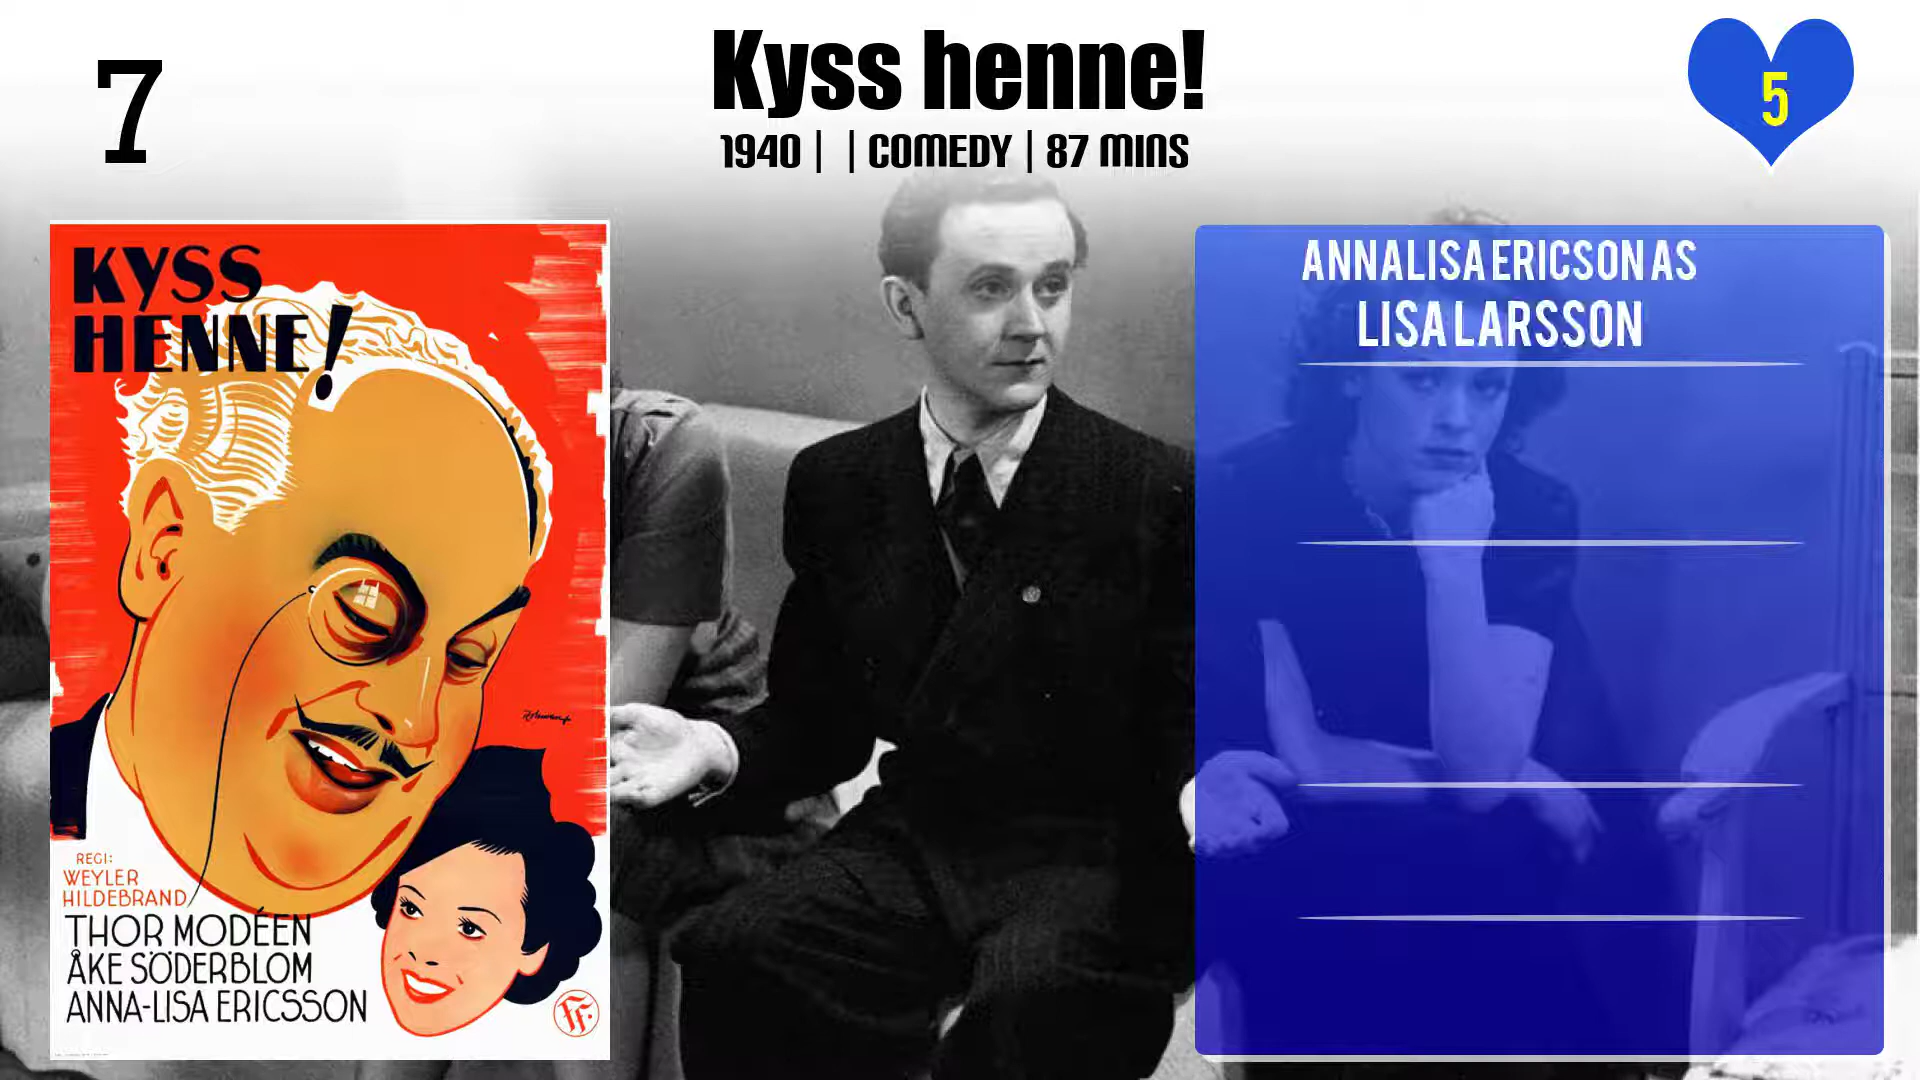 7
Kyss henne!
1940 | | COMEDY | 87 MINS
5
KYSS
HENNE!
REGI:
WEYLER
HILDEBRAND
THOR MODÉEN
ÅKE SÖDERBLOM
ANNA-LISA ERICSSON
FF.
ANNALISA ERICSON AS
LISA LARSSON